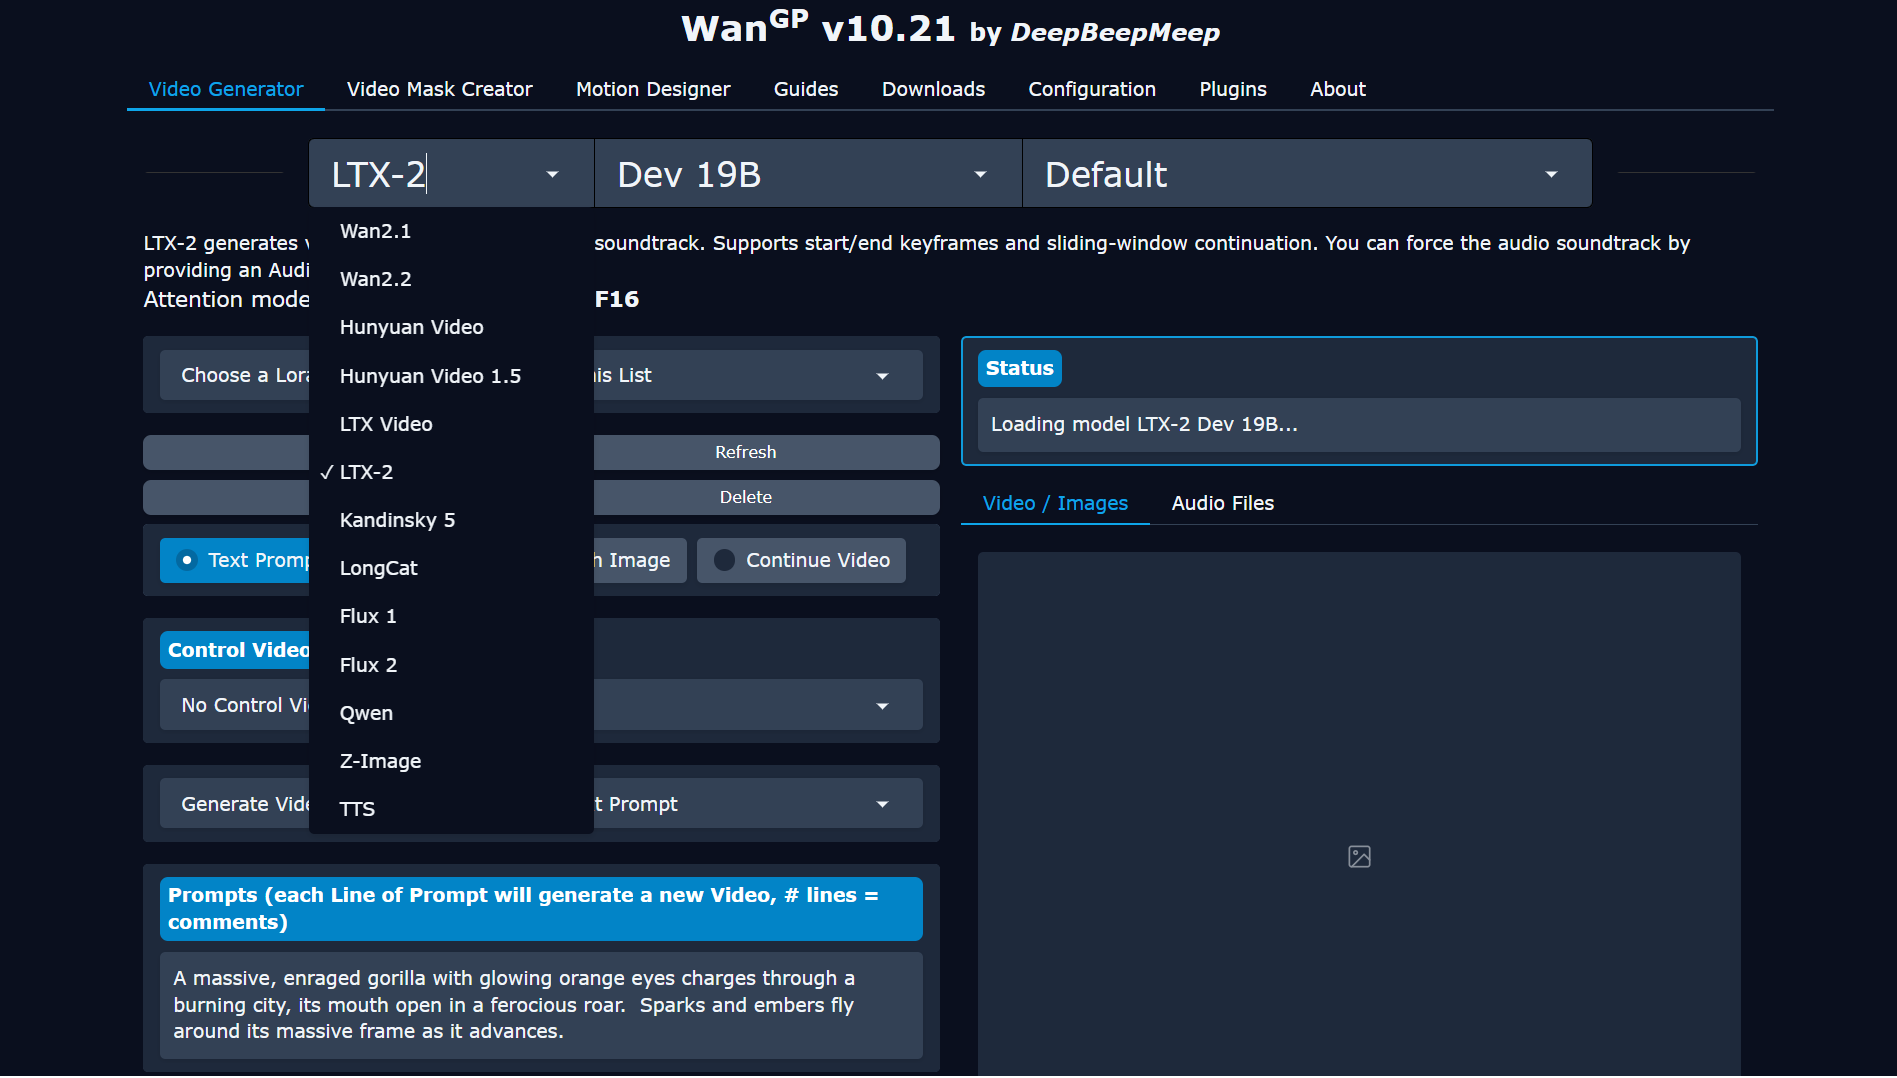 WanGP v10.21 by DeepBeepMeep
Video Generator Video Mask Creator Motion Designer Guides Downloads Configuration Plugins About
LTX-2 Dev 19B Default
Wan2.1
Wan2.2
Hunyuan Video
Hunyuan Video 1.5
LTX Video
✓ LTX-2
Kandinsky 5
LongCat
Flux 1
Flux 2
Qwen
Z-Image
TTS
LTX-2 generates soundtrack. Supports start/end keyframes and sliding-window continuation. You can force the audio soundtrack by
providing an
Attention mode F16
Choose a List
Refresh
Delete
Text Image Continue Video
Control Video
No Control
Generate Prompt
Prompts (each Line of Prompt will generate a new Video, # lines =
comments)
A massive, enraged gorilla with glowing orange eyes charges through a
burning city, its mouth open in a ferocious roar. Sparks and embers fly
around its massive frame as it advances.
Status
Loading model LTX-2 Dev 19B...
Video / Images Audio Files